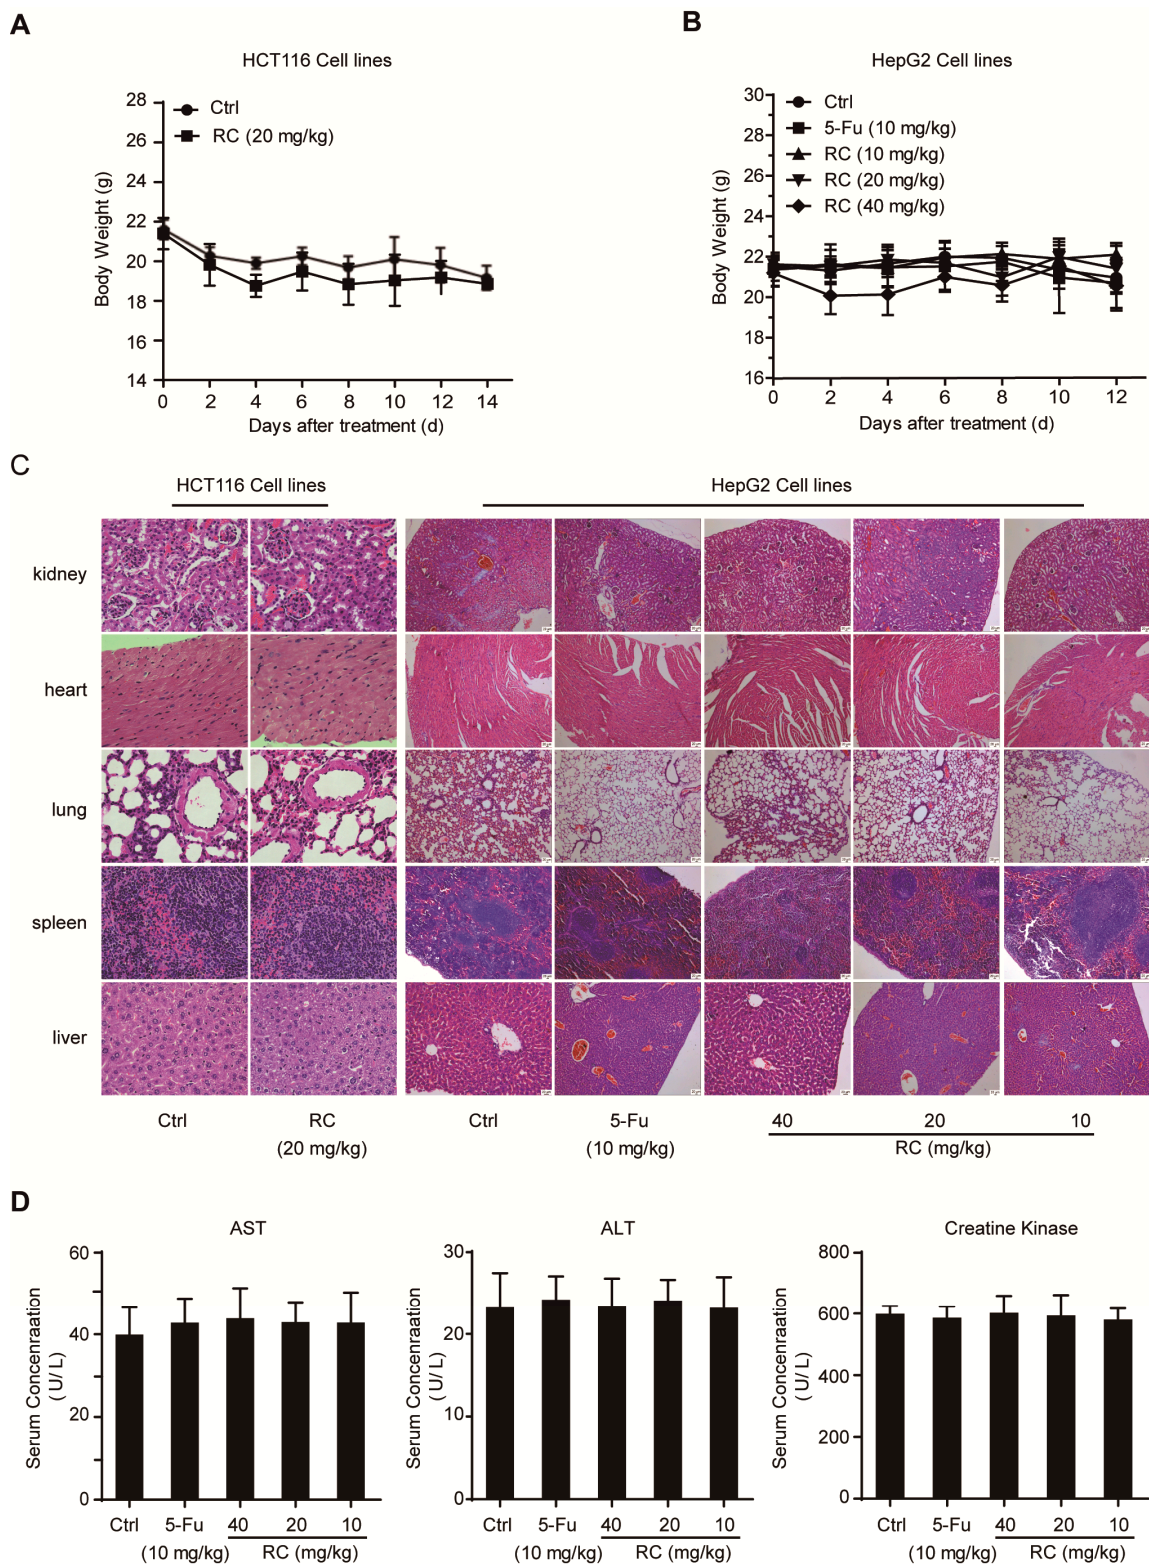 A
HCT116 Cell lines
Ctrl
RC (20 mg/kg)
Body Weight (g)
28
26
24
22
20
18
16
14
0 2 4 6 8 10 12 14
Days after treatment (d)
B
HepG2 Cell lines
Ctrl
5-Fu (10 mg/kg)
RC (10 mg/kg)
RC (20 mg/kg)
RC (40 mg/kg)
Body Weight (g)
30
28
26
24
22
20
18
16
0 2 4 6 8 10 12
Days after treatment (d)
C
HCT116 Cell lines
HepG2 Cell lines
kidney
heart
lung
spleen
liver
Ctrl RC Ctrl 5-Fu 40 20 10
(20 mg/kg) (10 mg/kg) RC (mg/kg)
D
AST
Serum Concenraation
( U/ L)
60
40
20
0
Ctrl 5-Fu 40 20 10
(10 mg/kg) RC (mg/kg)
ALT
Serum Concenraation
( U/ L)
30
20
10
0
Ctrl 5-Fu 40 20 10
(10 mg/kg) RC (mg/kg)
Creatine Kinase
Serum Concenraation
( U/ L)
800
600
400
200
0
Ctrl 5-Fu 40 20 10
(10 mg/kg) RC (mg/kg)